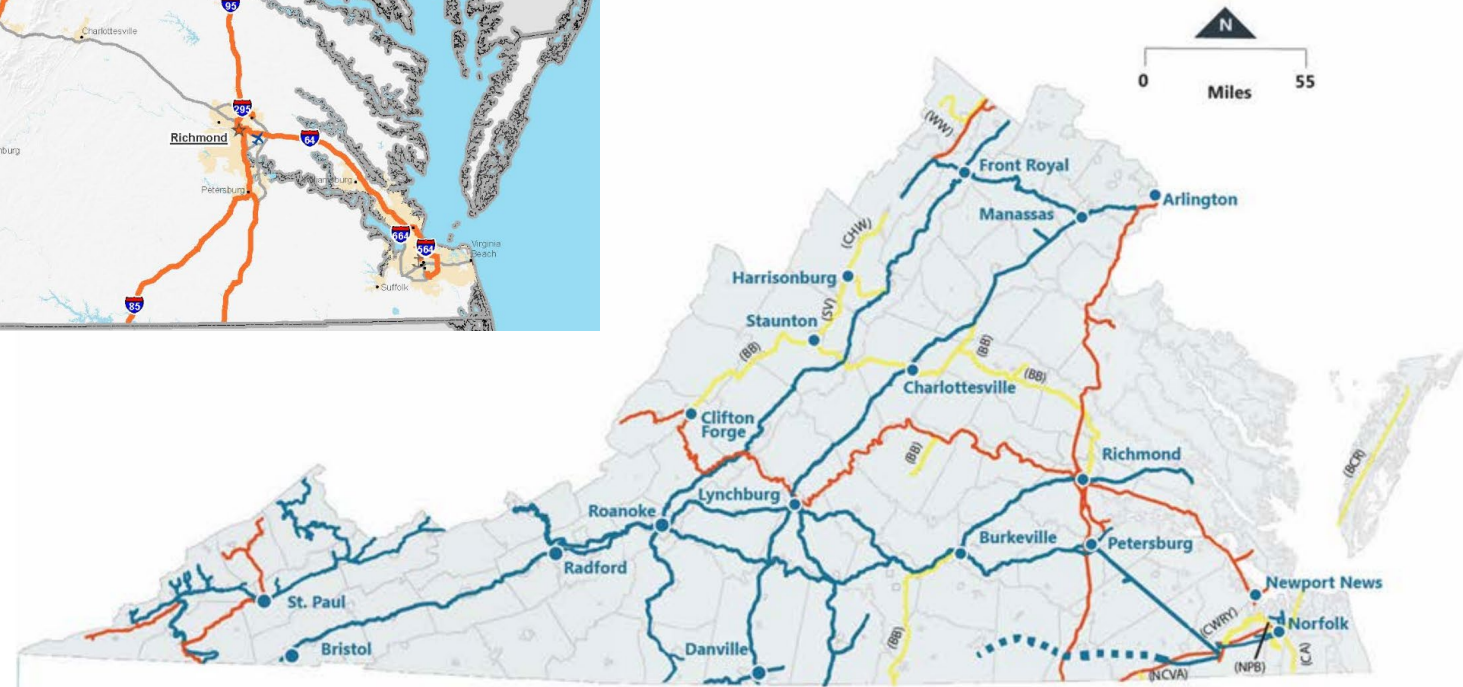 95
Charlottesville
295
Richmond
64
Petersburg
664
564
Virginia
Beach
Suffolk
85
N
0
55
Miles
(WW)
Front Royal
Arlington
Manassas
(CHW)
Harrisonburg
(SV)
Staunton
(BB)
(BB)
(BB)
Charlottesville
Clifton
Forge
(BB)
Richmond
(BCR)
Lynchburg
Roanoke
Burkeville
Petersburg
Radford
Newport News
St. Paul
(CWRY)
Norfolk
Bristol
Danville
(BB)
(NCVA)
(NPB)
(CA)